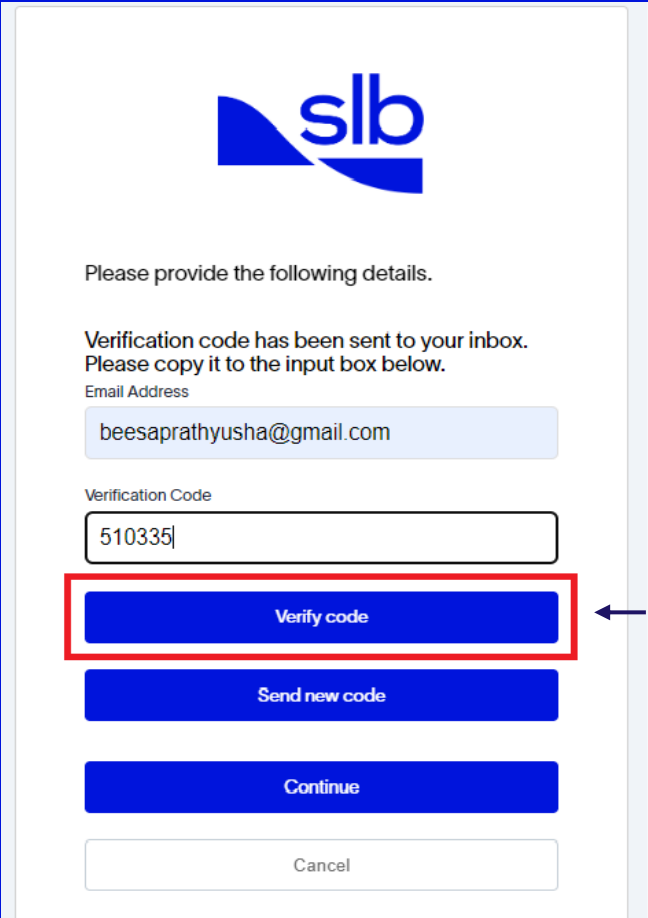 slb
Please provide the following details.
Verification code has been sent to your inbox.
Please copy it to the input box below.
Email Address
beesaprathyusha@gmail.com
Verification Code
510335
Verify code
Send new code
Continue
Cancel